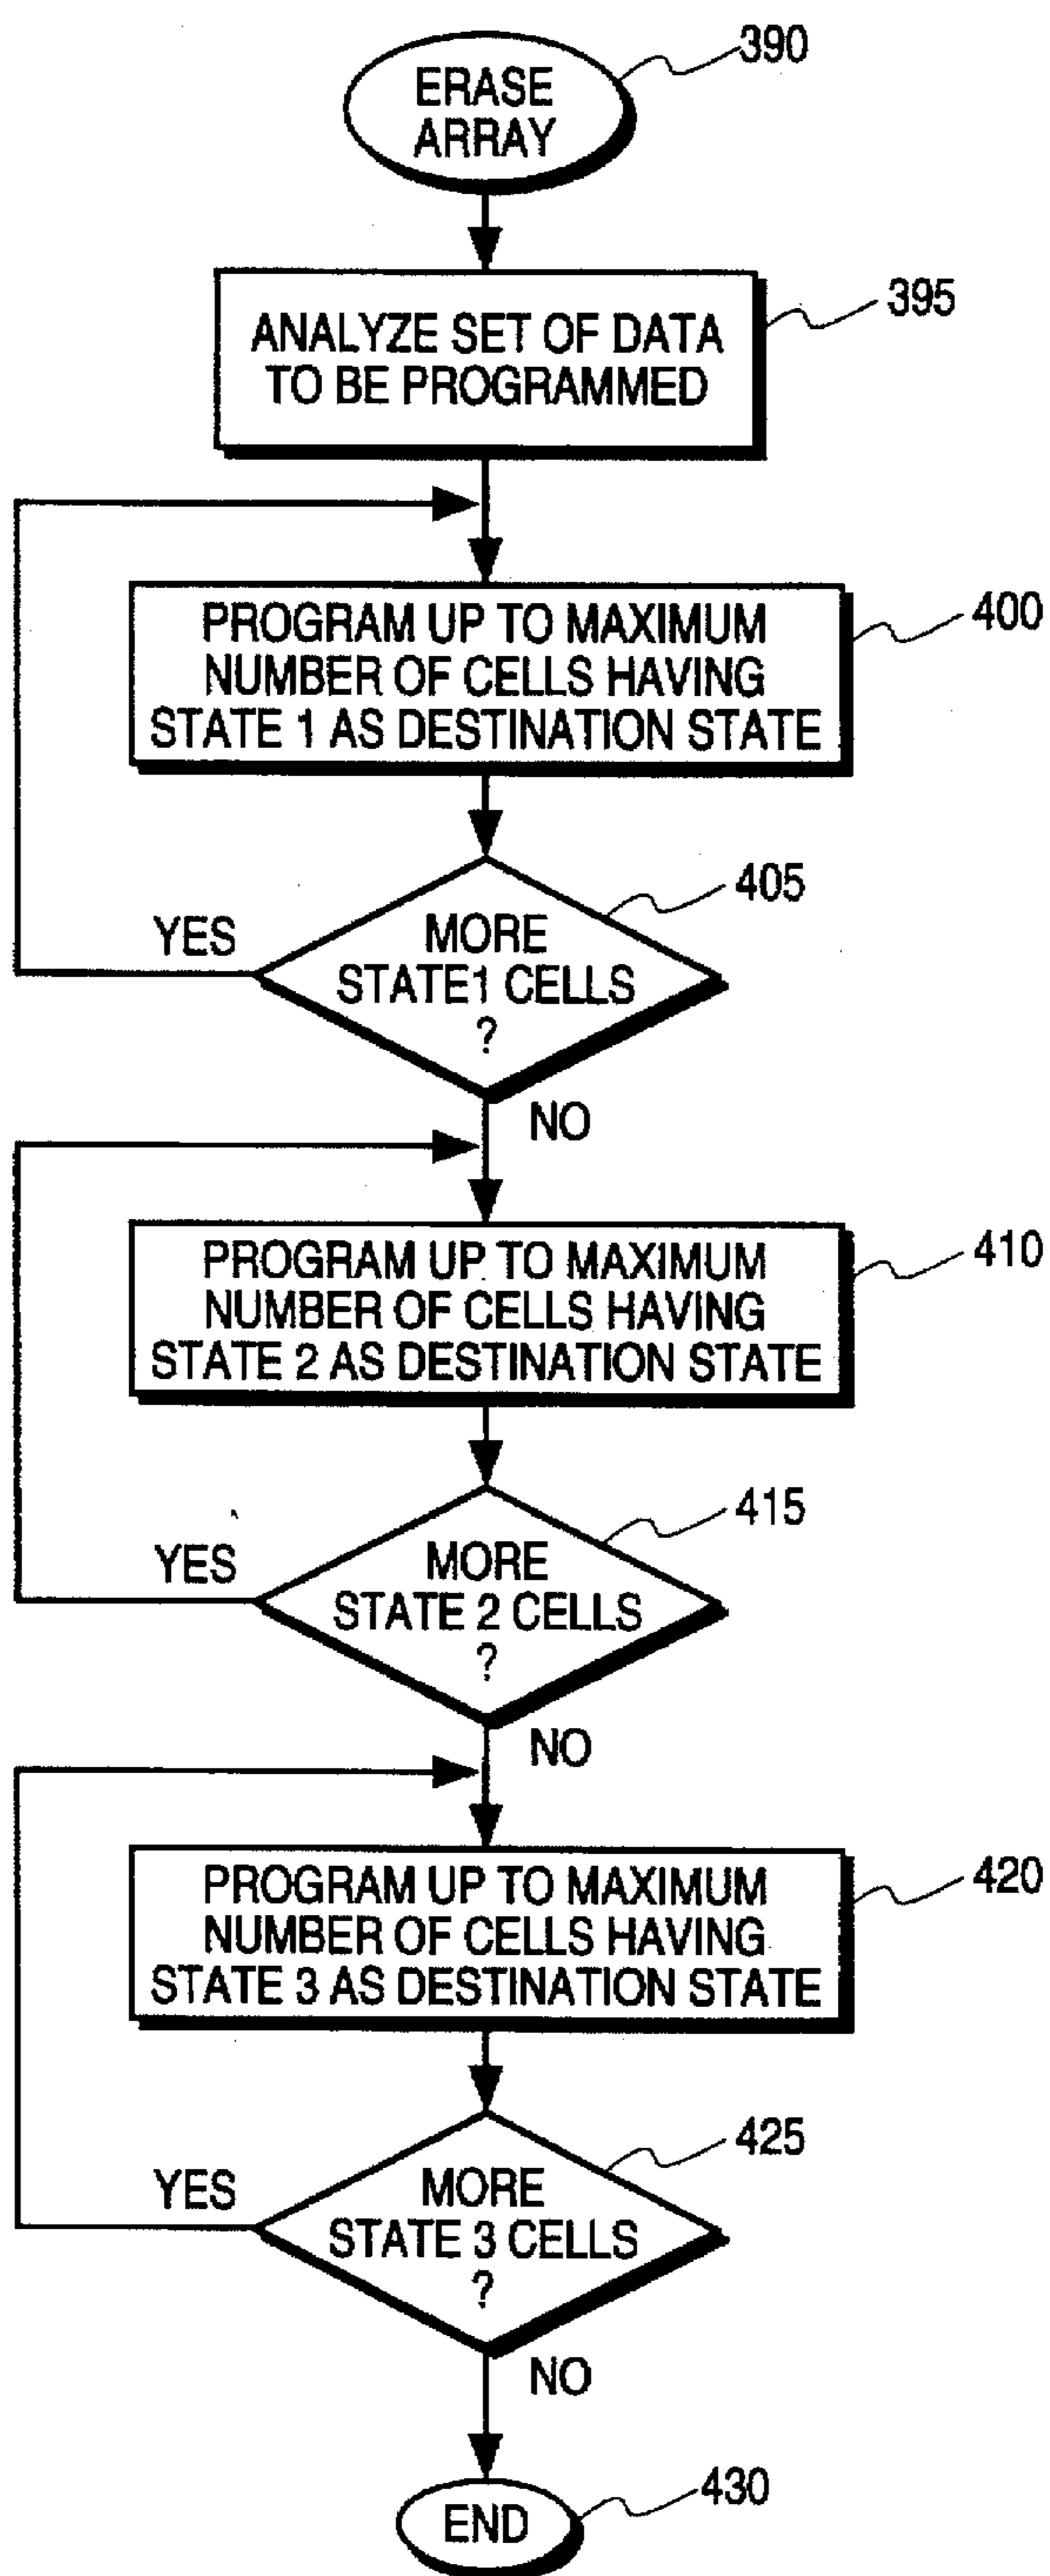 390
ERASE
ARRAY
395
ANALYZE SET OF DATA
TO BE PROGRAMMED
400
PROGRAM UP TO MAXIMUM
NUMBER OF CELLS HAVING
STATE 1 AS DESTINATION STATE
405
YES
MORE
STATE1 CELLS
?
NO
410
PROGRAM UP TO MAXIMUM
NUMBER OF CELLS HAVING
STATE 2 AS DESTINATION STATE
415
YES
MORE
STATE 2 CELLS
?
NO
420
PROGRAM UP TO MAXIMUM
NUMBER OF CELLS HAVING
STATE 3 AS DESTINATION STATE
425
YES
MORE
STATE 3 CELLS
?
NO
430
END